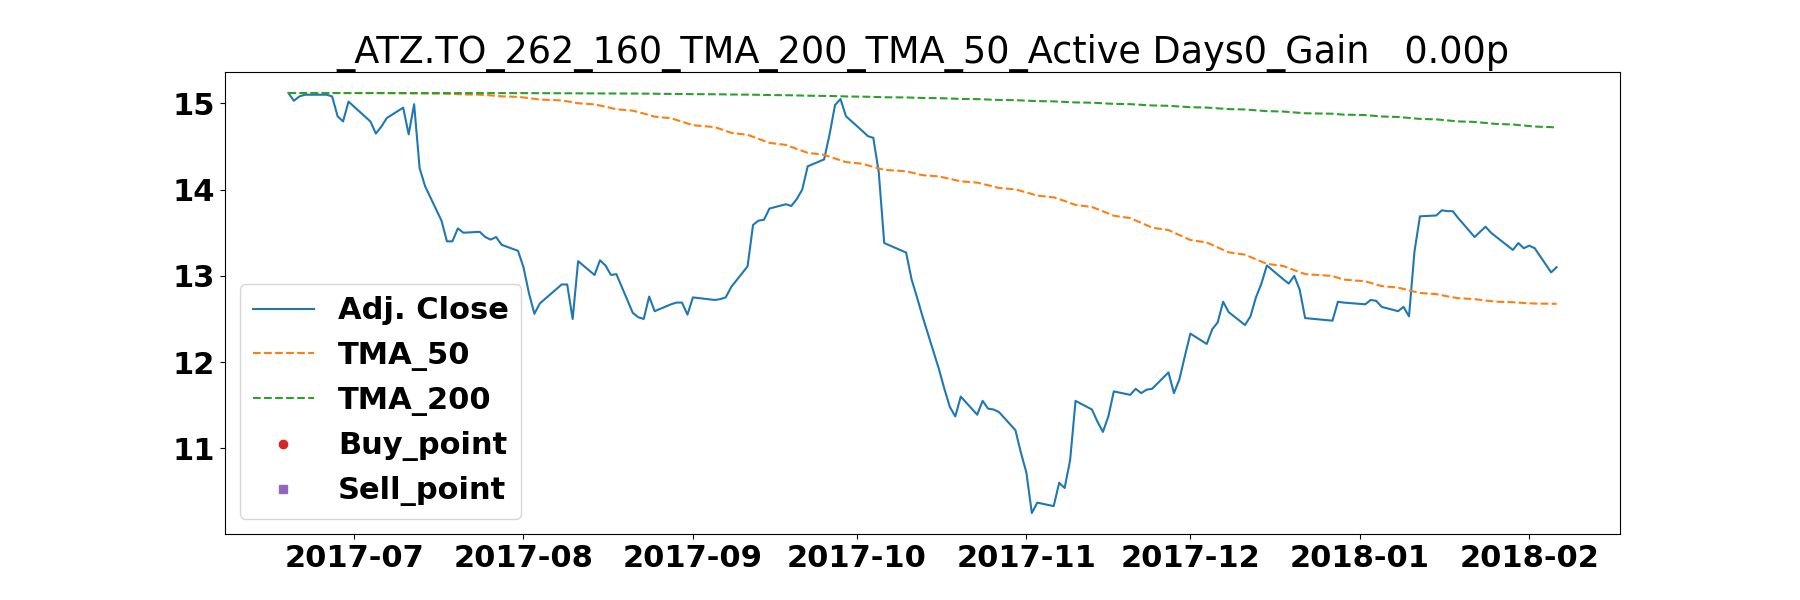 _ATZ.TO_262_160_TMA_200_TMA_50_Active Days0_Gain   0.00p
15
14
13
12
11
Adj. Close
TMA_50
TMA_200
Buy_point
Sell_point
2017-07 2017-08 2017-09 2017-10 2017-11 2017-12 2018-01 2018-02